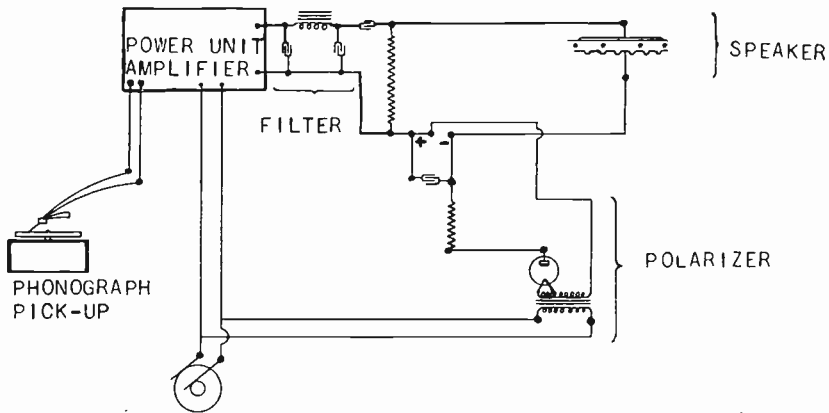 POWER UNIT
AMPLIFIER
SPEAKER
FILTER
+ -
POLARIZER
PHONOGRAPH
PICK-UP